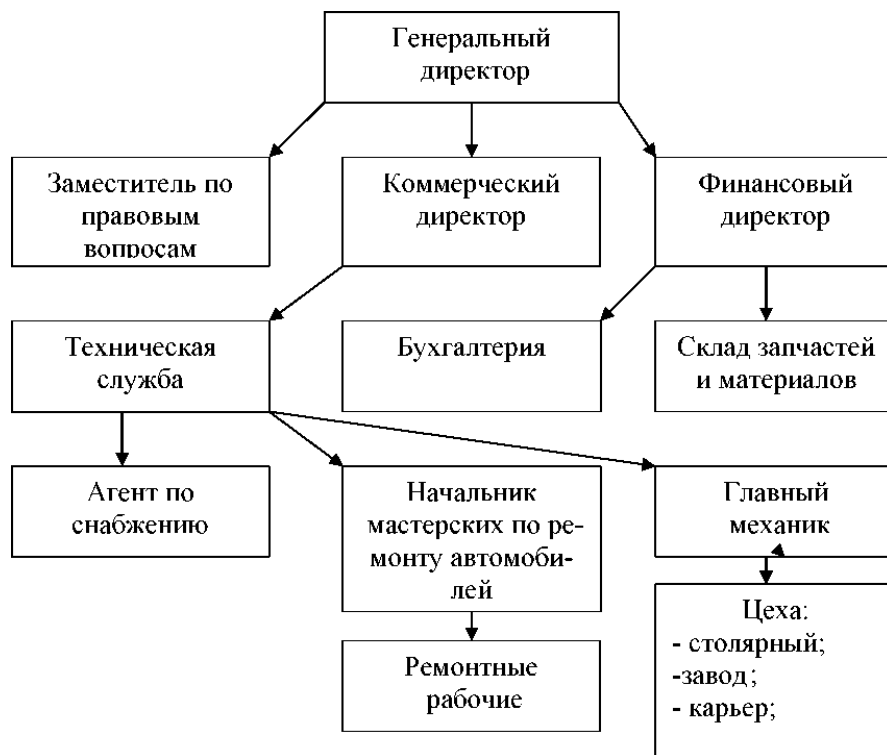 Генеральный
директор
Заместитель по
правовым
вопросам
Коммерческий
директор
Финансовый
директор
Техническая
служба
Бухгалтерия
Склад запчастей
и материалов
Агент по
снабжению
Начальник
мастерских по ре-
монту автомоби-
лей
Главный
механик
Ремонтные
рабочие
Цеха:
- столярный;
-завод;
- карьер;